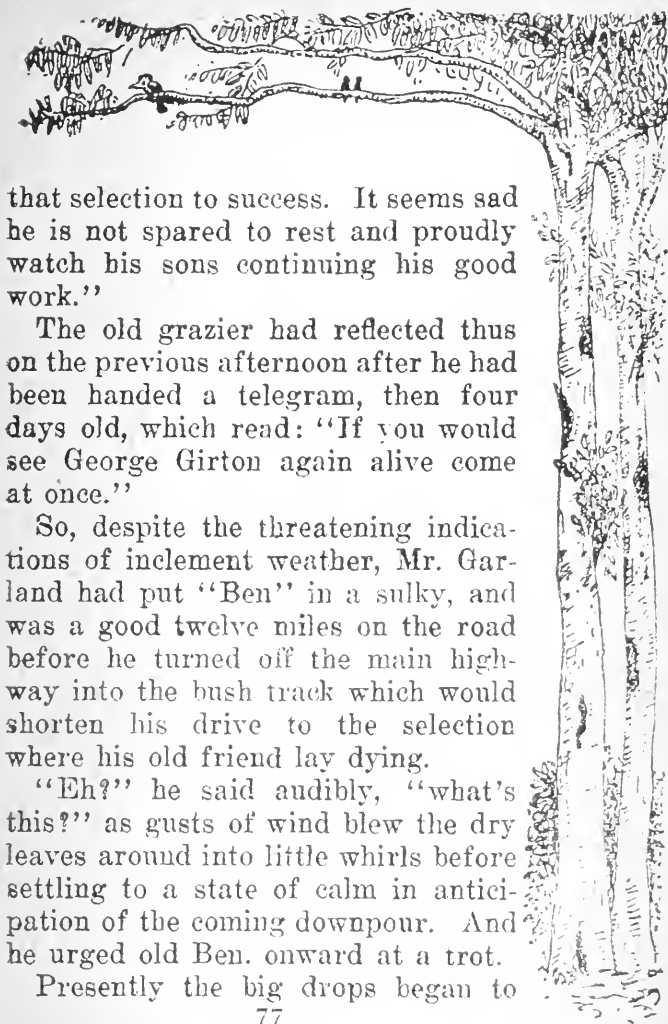 that selection to success. It seems sad
he is not spared to rest and proudly
watch his sons continuing his good
work."
The old grazier had reflected thus
on the previous afternoon after he had
been handed a telegram, then four
days old, which read: "If you would
see George Girton again alive come
at once."
So, despite the threatening indica-
tions of inclement weather, Mr. Gar-
land had put "Ben" in a sulky, and
was a good twelve miles on the road
before he turned off the main high-
way into the bush track which would
shorten his drive to the selection
where his old friend lay dying.
"Eh?" he said audibly, "what's
this?" as gusts of wind blew the dry
leaves around into little whirls before
settling to a state of calm in antici-
pation of the coming downpour. And
he urged old Ben. onward at a trot.
Presently the big drops began to
77